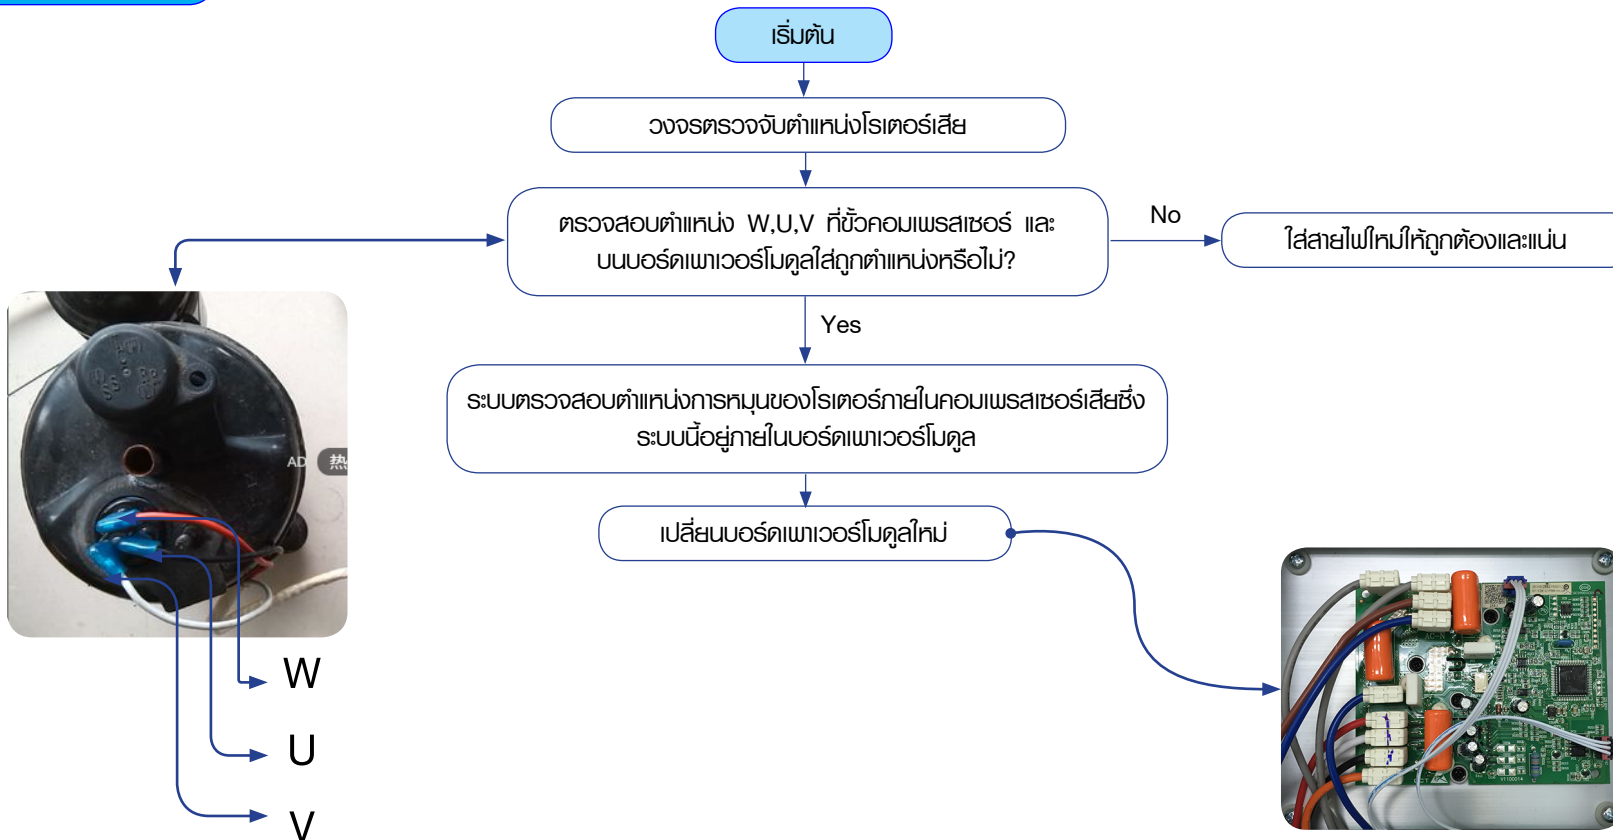 เริ่มต้น
วงจรตรวจจับตำแหน่งโรเตอร์เสีย
ตรวจสอบตำแหน่ง W,U,V ที่ขั้วคอมเพรสเซอร์ และ
บนบอร์ดเพาเวอร์โมดูลใส่ถูกตำแหน่งหรือไม่?
No
ใส่สายไฟใหม่ให้ถูกต้องและแน่น
Yes
ระบบตรวจสอบตำแหน่งการหมุนของโรเตอร์ภายในคอมเพรสเซอร์เสียซึ่ง
ระบบนี้อยู่ภายในบอร์ดเพาเวอร์โมดูล
เปลี่ยนบอร์ดเพาเวอร์โมดูลใหม่
AD 热
W
U
V